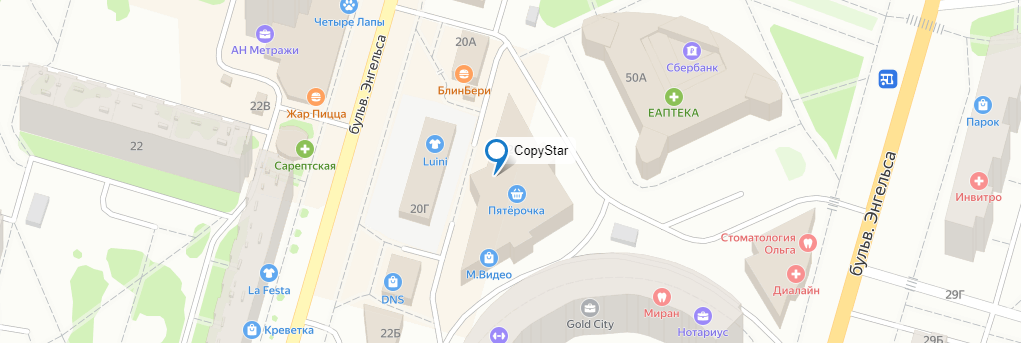 Четыре Лапы
АН Метражи
20А
бульв. Энгельса
БлинБери
22В
Жар Пицца
50А
Сбербанк
ЕАПТЕКА
Парок
22
Сарептская
Luini
CopyStar
Инвитро
20Г
Пятёрочка
бульв. Энгельса
Стоматология
Ольга
М.Видео
La Festa
DNS
Диалайн
29Г
Миран
Gold City
Нотариус
Креветка
22Б
29Б